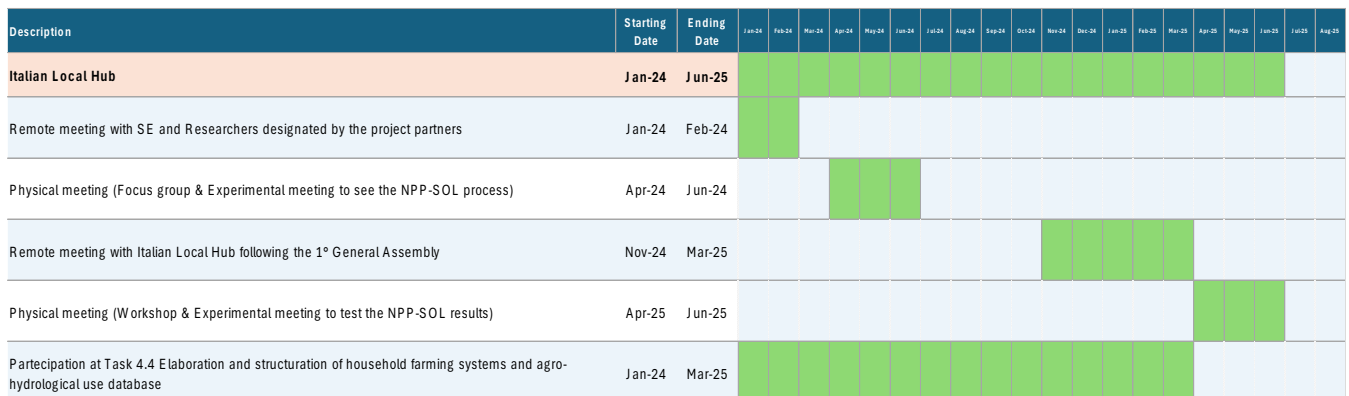 Description Starting Date Ending Date Jan-24 Feb-24 Mar-24 Apr-24 May-24 Jun-24 Jul-24 Aug-24 Sep-24 Oct-24 Nov-24 Dec-24 Jan-25 Feb-25 Mar-25 Apr-25 May-25 Jun-25 Jul-25 Aug-25
Italian Local Hub Jan-24 Jun-25
Remote meeting with SE and Researchers designated by the project partners Jan-24 Feb-24
Physical meeting (Focus group & Experimental meeting to see the NPP-SOL process) Apr-24 Jun-24
Remote meeting with Italian Local Hub following the 1º General Assembly Nov-24 Mar-25
Physical meeting (Workshop & Experimental meeting to test the NPP-SOL results) Apr-25 Jun-25
Partecipation at Task 4.4 Elaboration and structuration of household farming systems and agro-
hydrological use database Jan-24 Mar-25